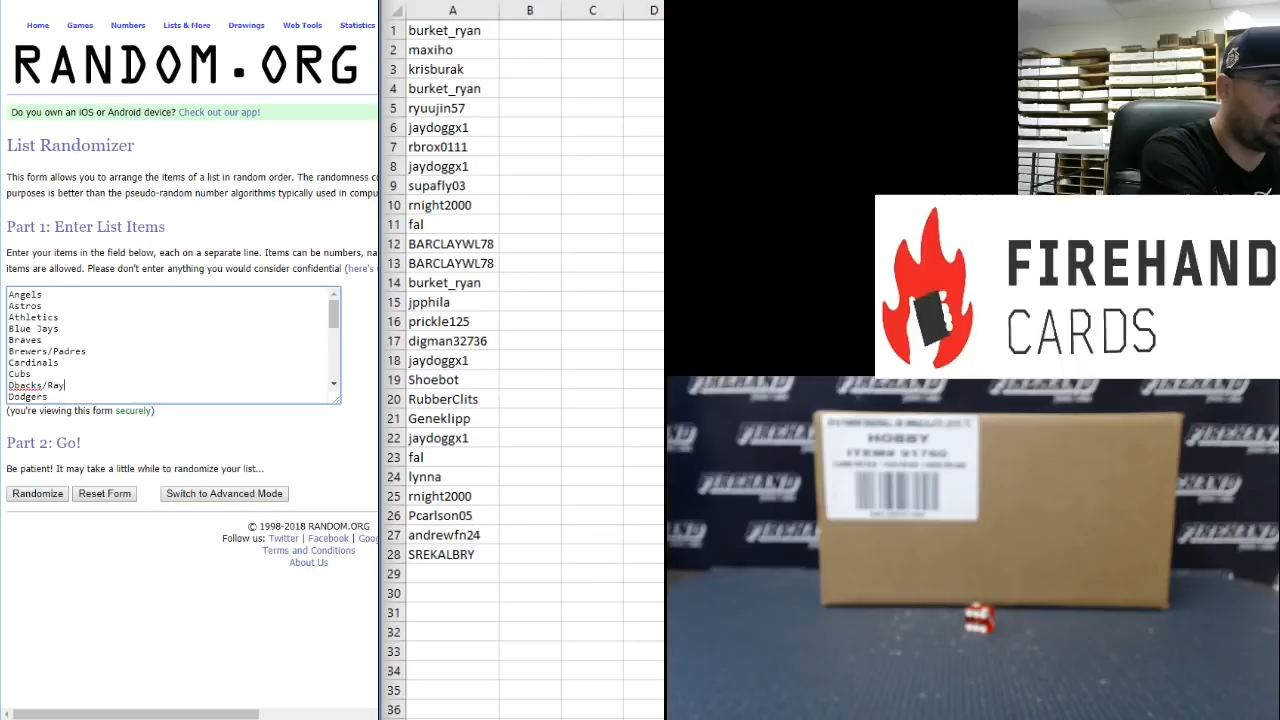 Home Games Numbers Lists & More Drawings Web Tools Statistics
RANDOM.ORG
Do you own an iOS or Android device? Check out our app!
List Randomizer
This form allows you to arrange the items of a list in random order. The randomness
purposes is better than the pseudo-random number algorithms typically used in
Part 1: Enter List Items
Enter your items in the field below, each on a separate line. Items can be numbers,
items are allowed. Please don't enter anything you would consider confidential (here's
Angels
Astros
Athletics
Blue Jays
Braves
Brewers/Padres
Cardinals
Cubs
Dbacks/Ray
Dodgers
(you're viewing this form securely)
Part 2: Go!
Be patient! It may take a little while to randomize your list...
Randomize Reset Form Switch to Advanced Mode
© 1998-2018 RANDOM.ORG
Follow us: Twitter | Facebook |
Terms and Conditions
About Us
A B C D
1 burket_ryan
2 maxiho
3 krisburak
4 burket_ryan
5 ryuujin57
6 jaydoggx1
7 rbrox0111
8 jaydoggx1
9 supafly03
10 rnight2000
11 fal
12 BARCLAYWL78
13 BARCLAYWL78
14 burket_ryan
15 jpphila
16 prickle125
17 digman32736
18 jaydoggx1
19 Shoebot
20 RubberClits
21 Geneklipp
22 jaydoggx1
23 fal
24 lynna
25 rnight2000
26 Pcarlson05
27 andrewfn24
28 SREKALBRY
29
30
31
32
33
34
35
36
FIREHAND
CARDS
HOBBY
ITEM# 91760